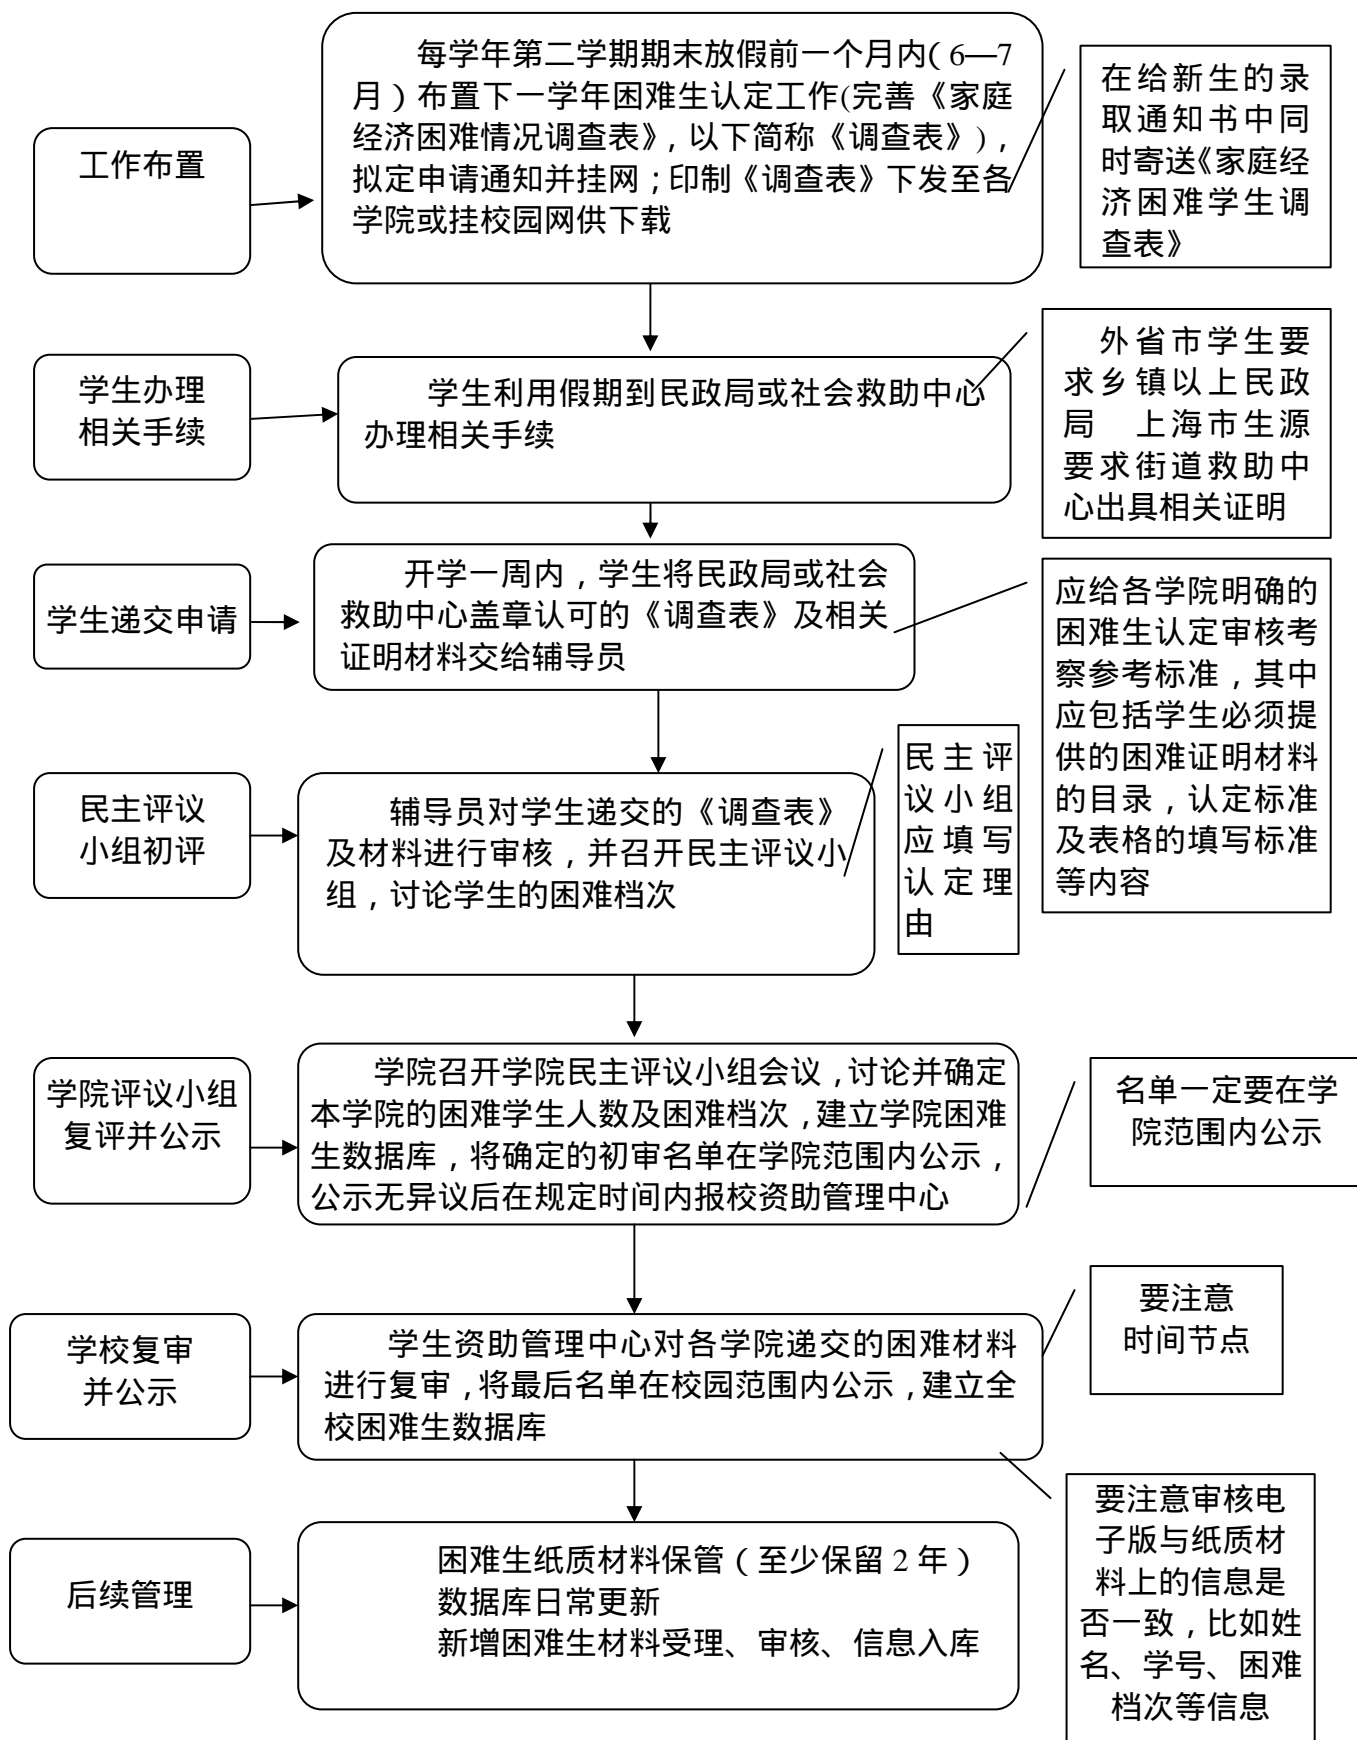 工作布置
每学年第二学期期末放假前一个月内（6—7
月）布置下一学年困难生认定工作(完善《家庭
经济困难情况调查表》，以下简称《调查表》)，
拟定申请通知并挂网；印制《调查表》下发至各
学院或挂校园网供下载
在给新生的录
取通知书中同
时寄送《家庭经
济困难学生调
查表》
学生办理
相关手续
学生利用假期到民政局或社会救助中心
办理相关手续
外省市学生要
求乡镇以上民政
局 上海市生源
要求街道救助中
心出具相关证明
学生递交申请
开学一周内，学生将民政局或社会
救助中心盖章认可的《调查表》及相关
证明材料交给辅导员
应给各学院明确的
困难生认定审核考
察参考标准，其中
应包括学生必须提
供的困难证明材料
的目录，认定标准
及表格的填写标准
等内容
民主评议
小组初评
辅导员对学生递交的《调查表》
及材料进行审核，并召开民主评议小
组，讨论学生的困难档次
民主评
议小组
应填写
认定理
由
学院评议小组
复评并公示
学院召开学院民主评议小组会议，讨论并确定
本学院的困难学生人数及困难档次，建立学院困难
生数据库，将确定的初审名单在学院范围内公示，
公示无异议后在规定时间内报校资助管理中心
名单一定要在学
院范围内公示
学校复审
并公示
学生资助管理中心对各学院递交的困难材料
进行复审，将最后名单在校园范围内公示，建立全
校困难生数据库
要注意
时间节点
后续管理
困难生纸质材料保管（至少保留 2 年）
数据库日常更新
新增困难生材料受理、审核、信息入库
要注意审核电
子版与纸质材
料上的信息是
否一致，比如姓
名、学号、困难
档次等信息